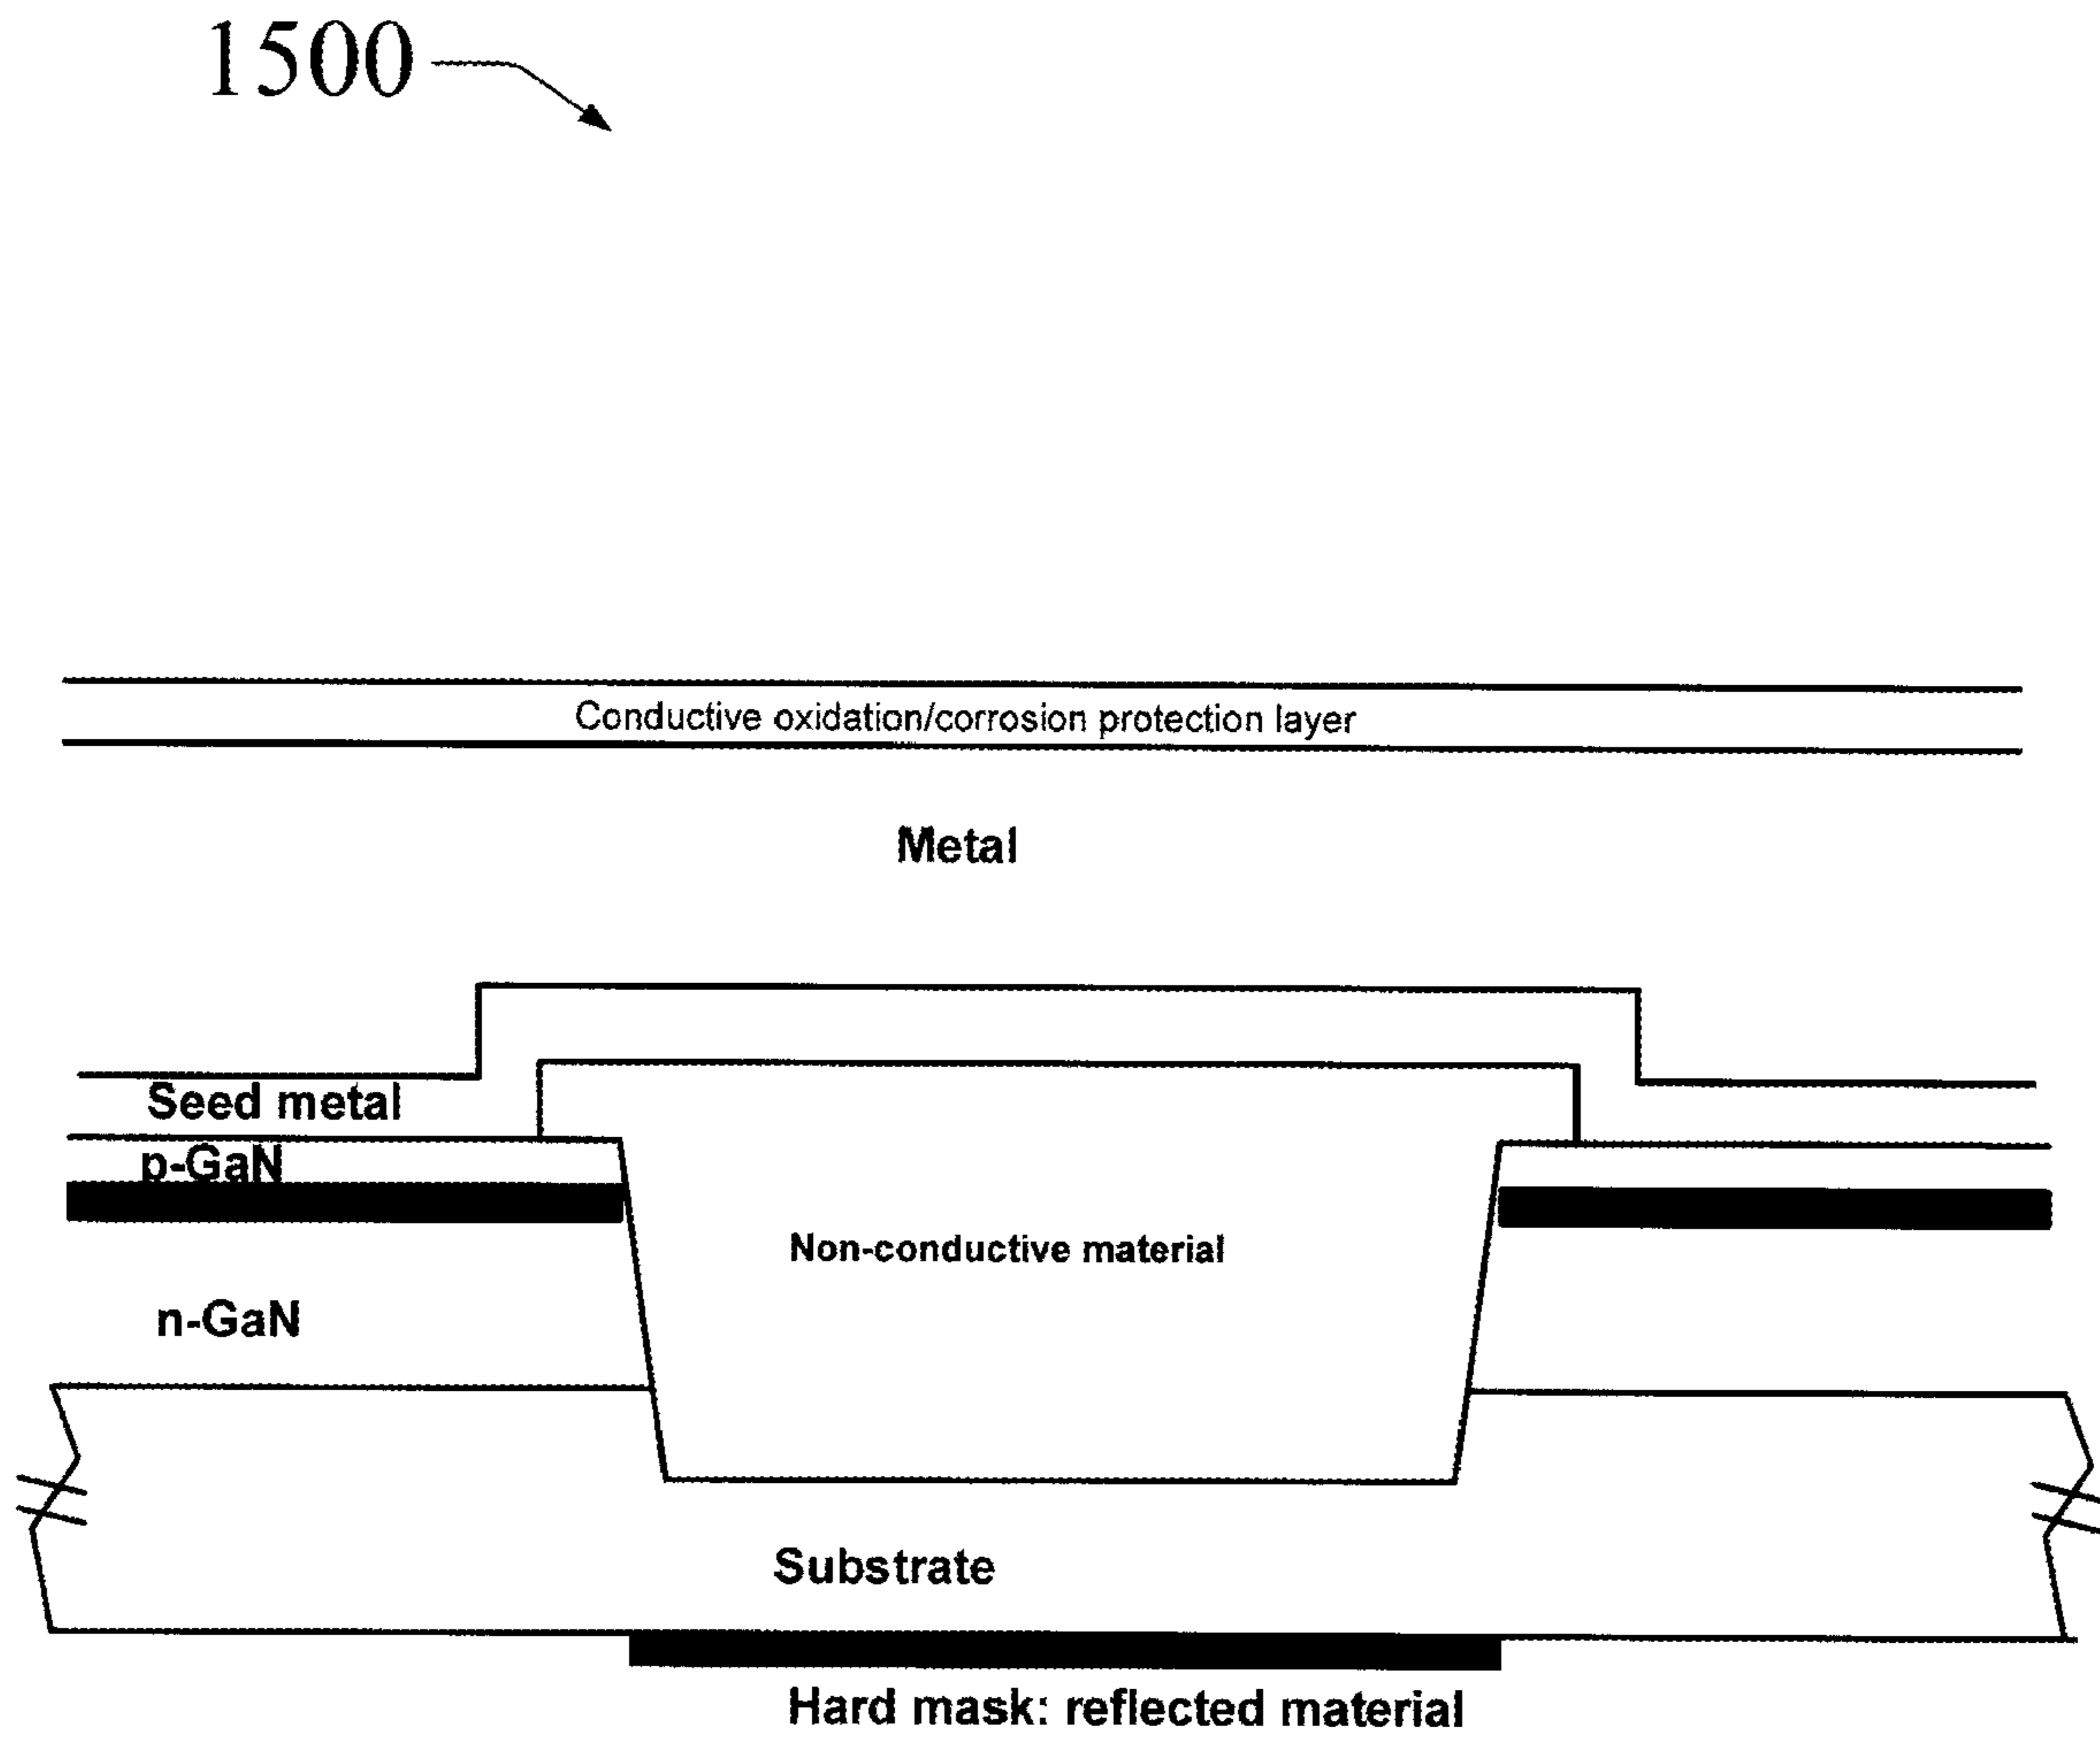 1500
Conductive oxidation/corrosion protection layer
Metal
Seed metal
p-GaN
Non-conductive material
n-GaN
Substrate
Hard mask: reflected material